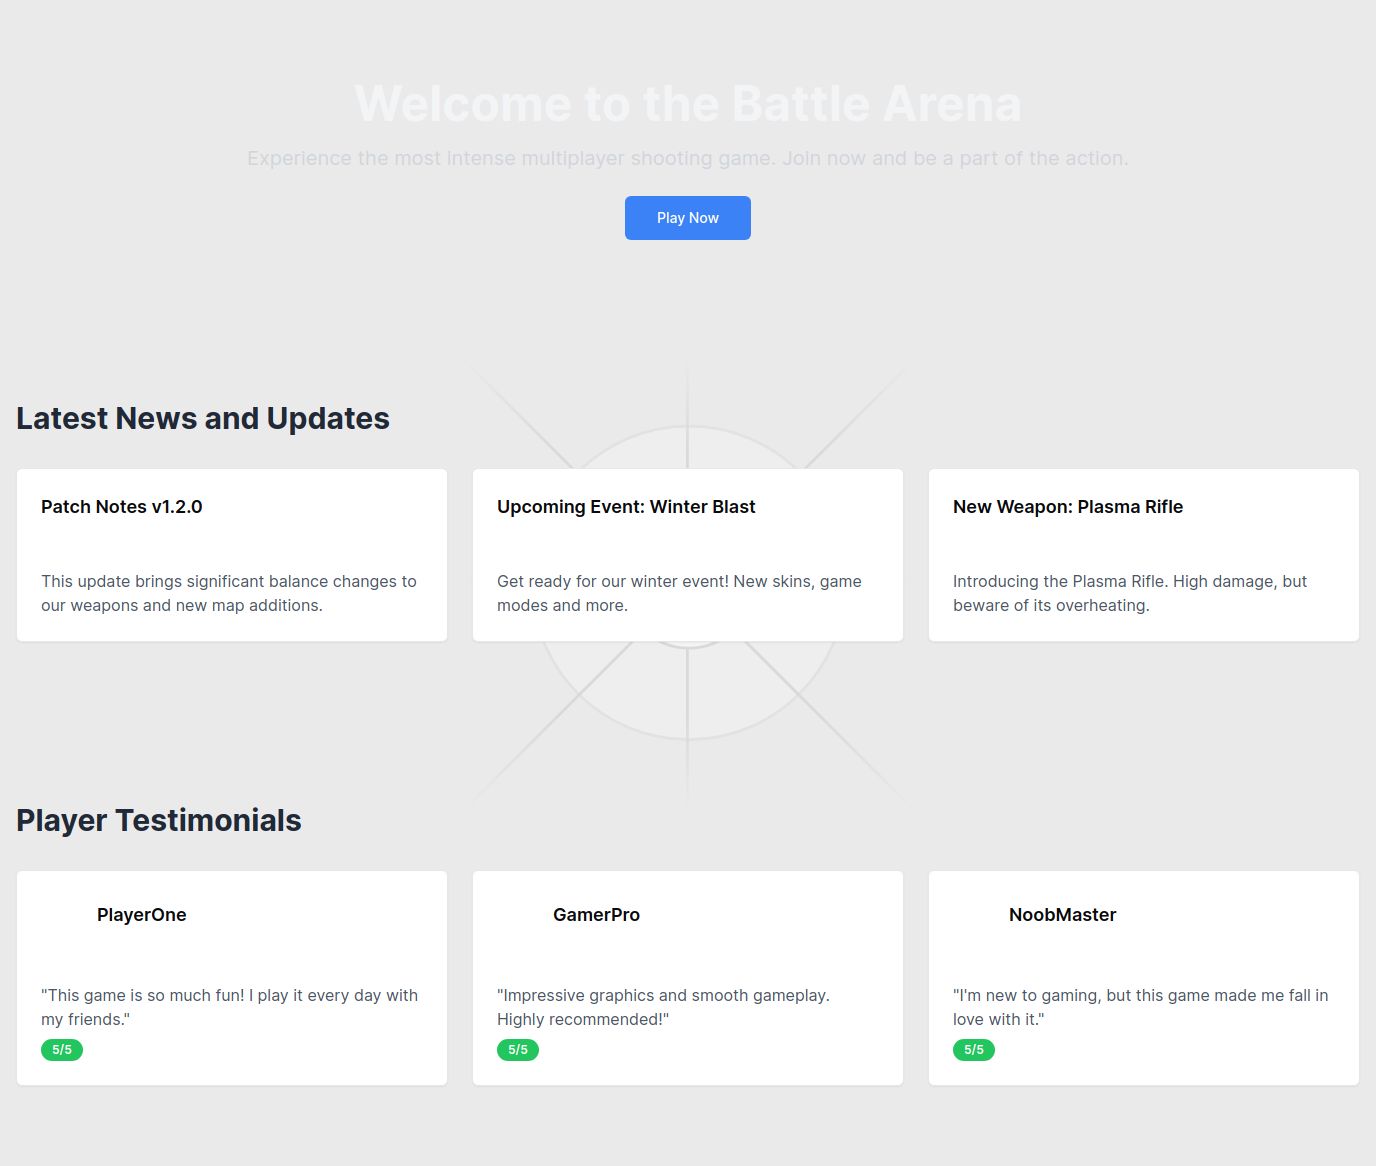 Welcome to the Battle Arena
Experience the most intense multiplayer shooting game. Join now and be a part of the action.
Play Now
Latest News and Updates
Patch Notes v1.2.0
This update brings significant balance changes to
our weapons and new map additions.
Upcoming Event: Winter Blast
Get ready for our winter event! New skins, game
modes and more.
New Weapon: Plasma Rifle
Introducing the Plasma Rifle. High damage, but
beware of its overheating.
Player Testimonials
PlayerOne
"This game is so much fun! I play it every day with
my friends."
5/5
GamerPro
"Impressive graphics and smooth gameplay.
Highly recommended!"
5/5
NoobMaster
"I'm new to gaming, but this game made me fall in
love with it."
5/5